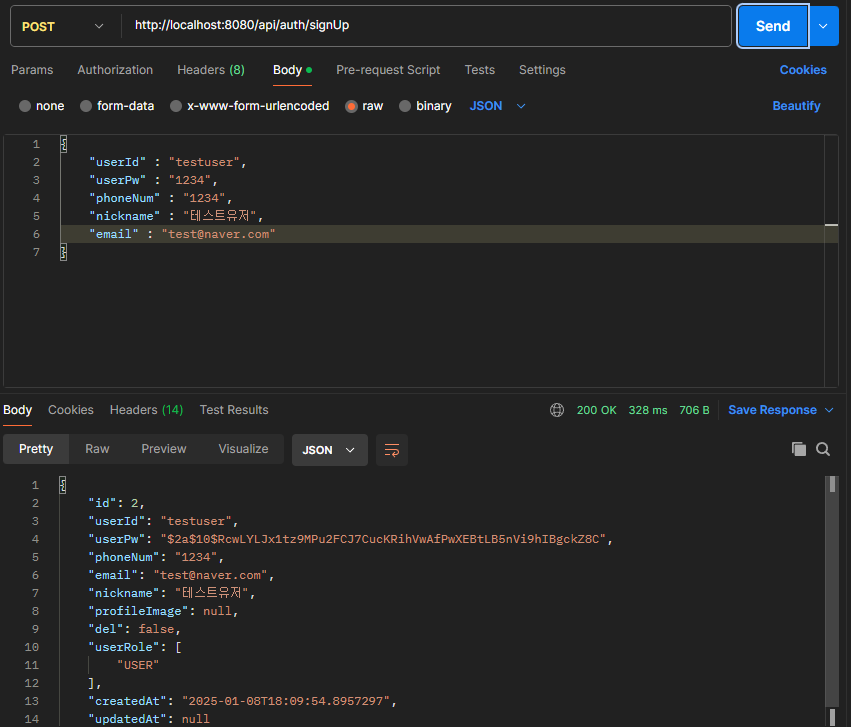 POST http://localhost:8080/api/auth/signUp Send
Params Authorization Headers (8) Body Pre-request Script Tests Settings Cookies
none form-data x-www-form-urlencoded raw binary JSON Beautify
1 {
2 "userId" : "testuser",
3 "userPw" : "1234",
4 "phoneNum" : "1234",
5 "nickname" : "테스트유저",
6 "email" : "test@naver.com"
7 }
Body Cookies Headers (14) Test Results 200 OK 328 ms 706 B Save Response
Pretty Raw Preview Visualize JSON
1 {
2 "id": 2,
3 "userId": "testuser",
4 "userPw": "$2a$10$RcwLYLJx1tz9MPu2FCJ7CucKRihVwAfPwXEBtLB5nVi9hIBgckZ8C",
5 "phoneNum": "1234",
6 "email": "test@naver.com",
7 "nickname": "테스트유저",
8 "profileImage": null,
9 "del": false,
10 "userRole": [
11 "USER"
12 ],
13 "createdAt": "2025-01-08T18:09:54.8957297",
14 "updatedAt": null